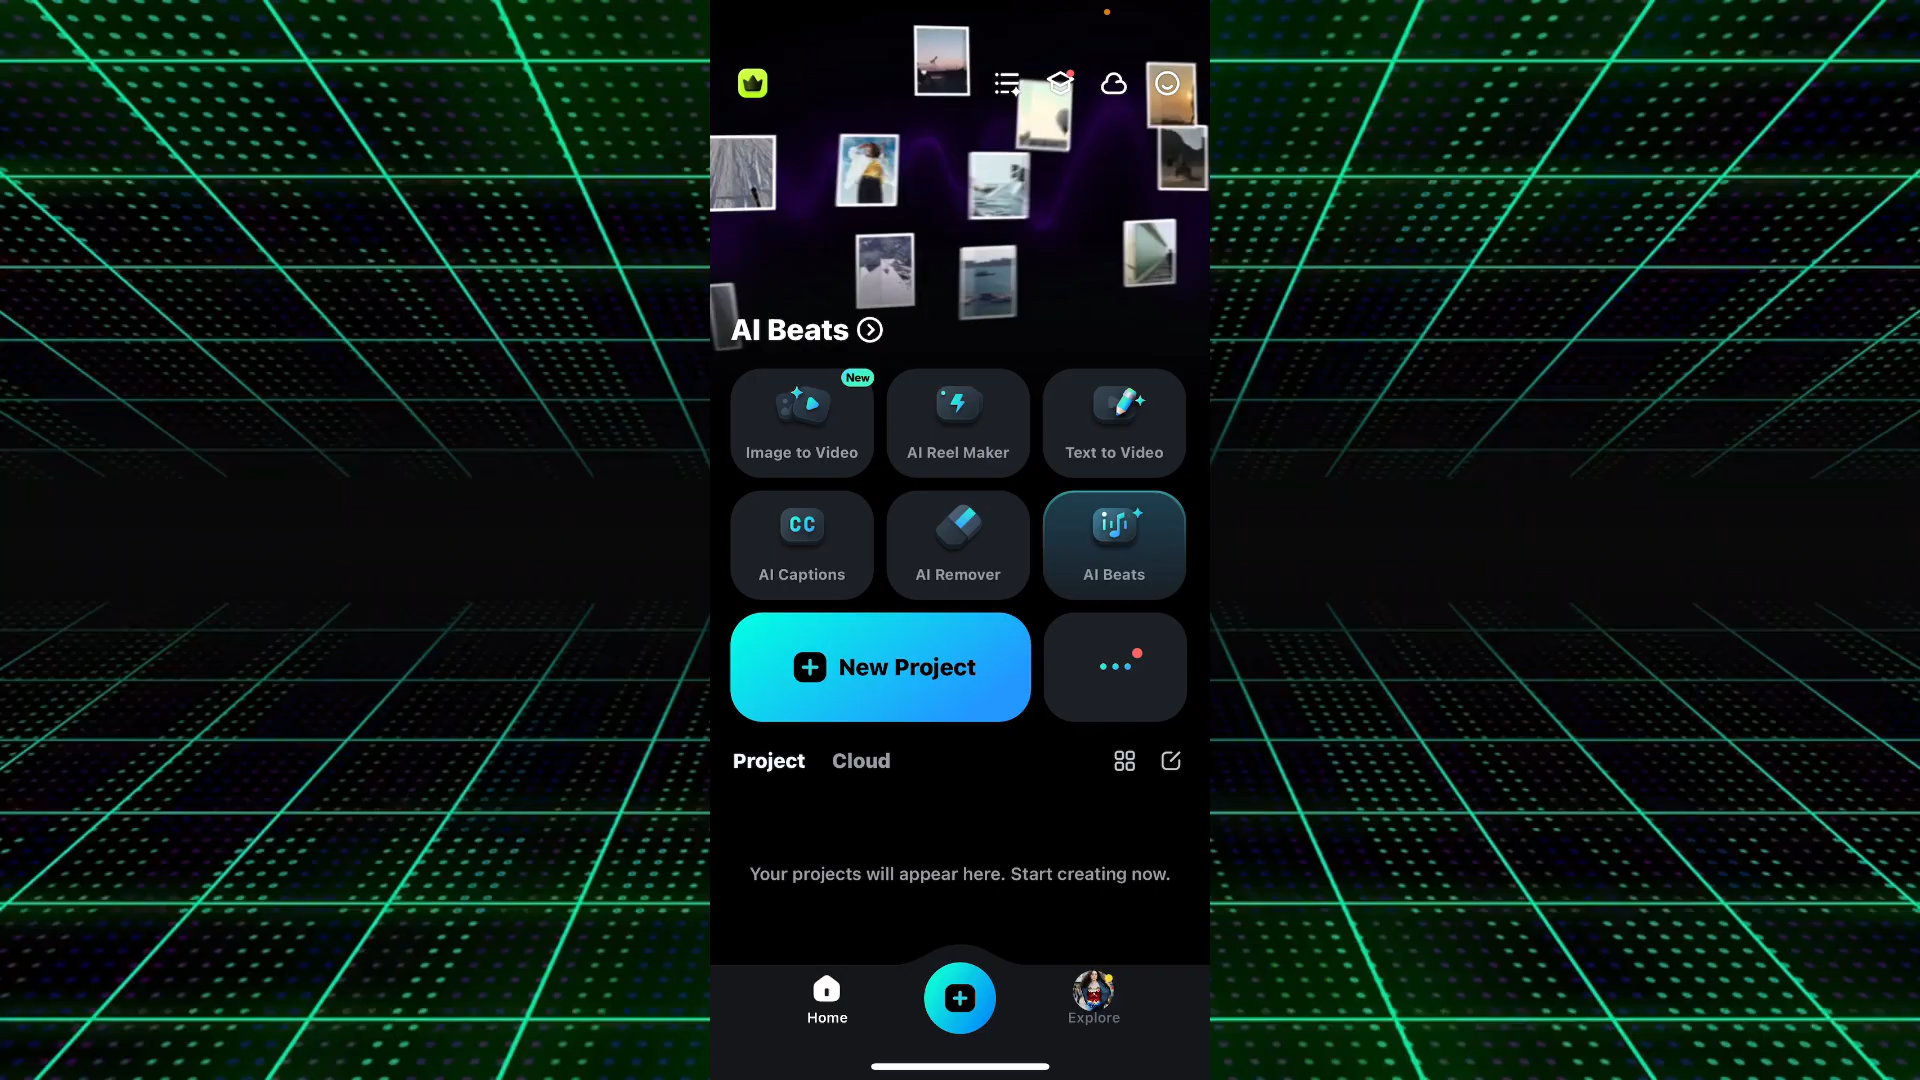 AI Beats
New
Image to Video
AI Reel Maker
Text to Video
CC
AI Captions
AI Remover
AI Beats
New Project
Project
Cloud
Your projects will appear here. Start creating now.
Home
Explore